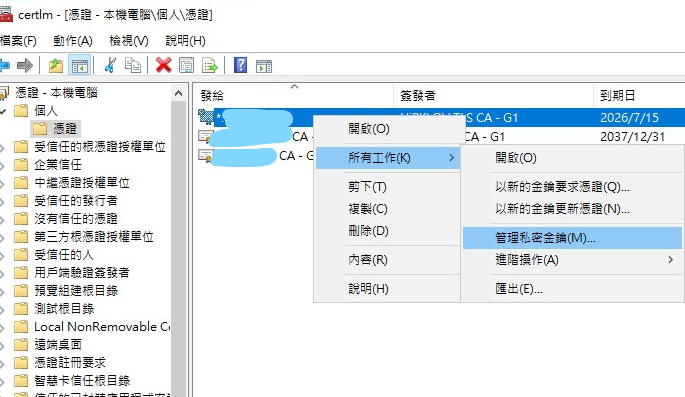 certlm - [憑證 - 本機電腦\個人\憑證]
檔案(F) 動作(A) 檢視(V) 說明(H)
憑證 - 本機電腦
個人
憑證
受信任的根憑證授權單位
企業信任
中繼憑證授權單位
受信任的發行者
沒有信任的憑證
第三方根憑證授權單位
受信任的人
用戶端驗證簽發者
預覽組建根目錄
測試根目錄
Local NonRemovable Ce
遠端桌面
憑證註冊要求
智慧卡信任根目錄
發給 簽發者 到期日
CA - G1 2026/7/15
CA - CA - G1 2037/12/31
CA - G
開啟(O)
所有工作(K)
剪下(T)
複製(C)
刪除(D)
內容(R)
說明(H)
開啟(O)
以新的金鑰要求憑證(Q)...
以新的金鑰更新憑證(N)...
管理私密金鑰(M)...
進階操作(A)
匯出(E)...